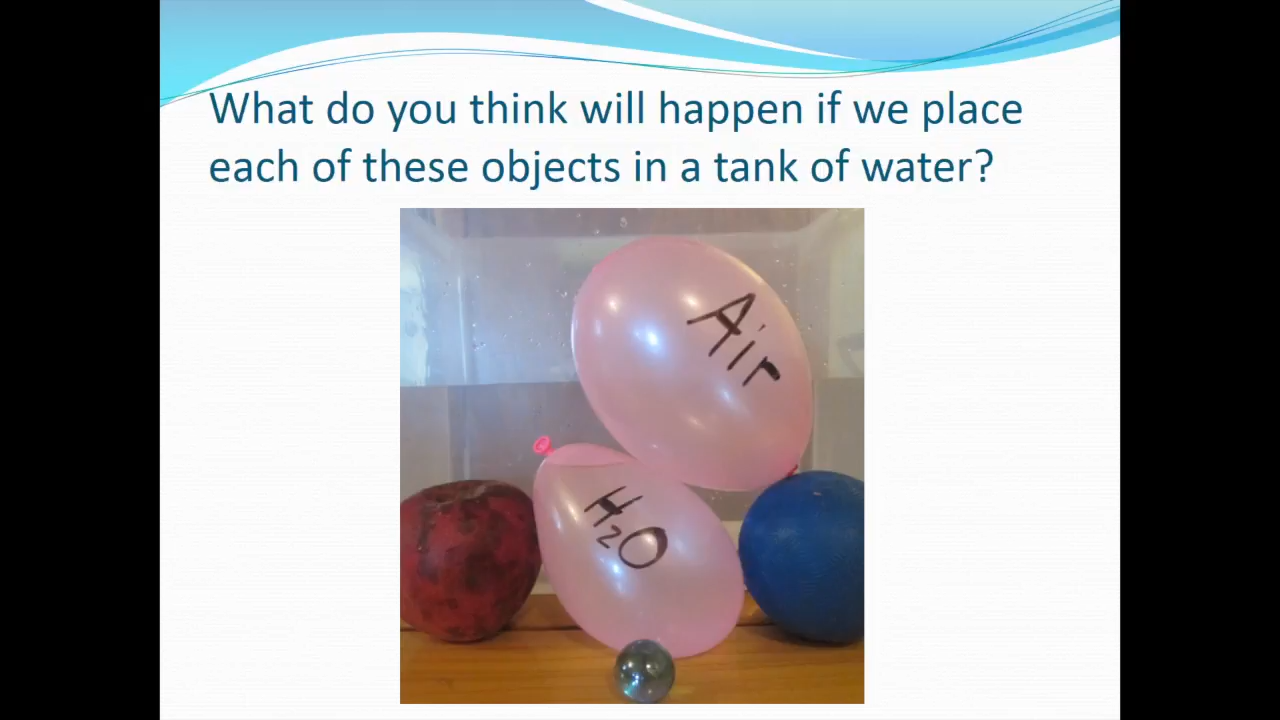 What do you think will happen if we place
each of these objects in a tank of water?
Air
H₂O